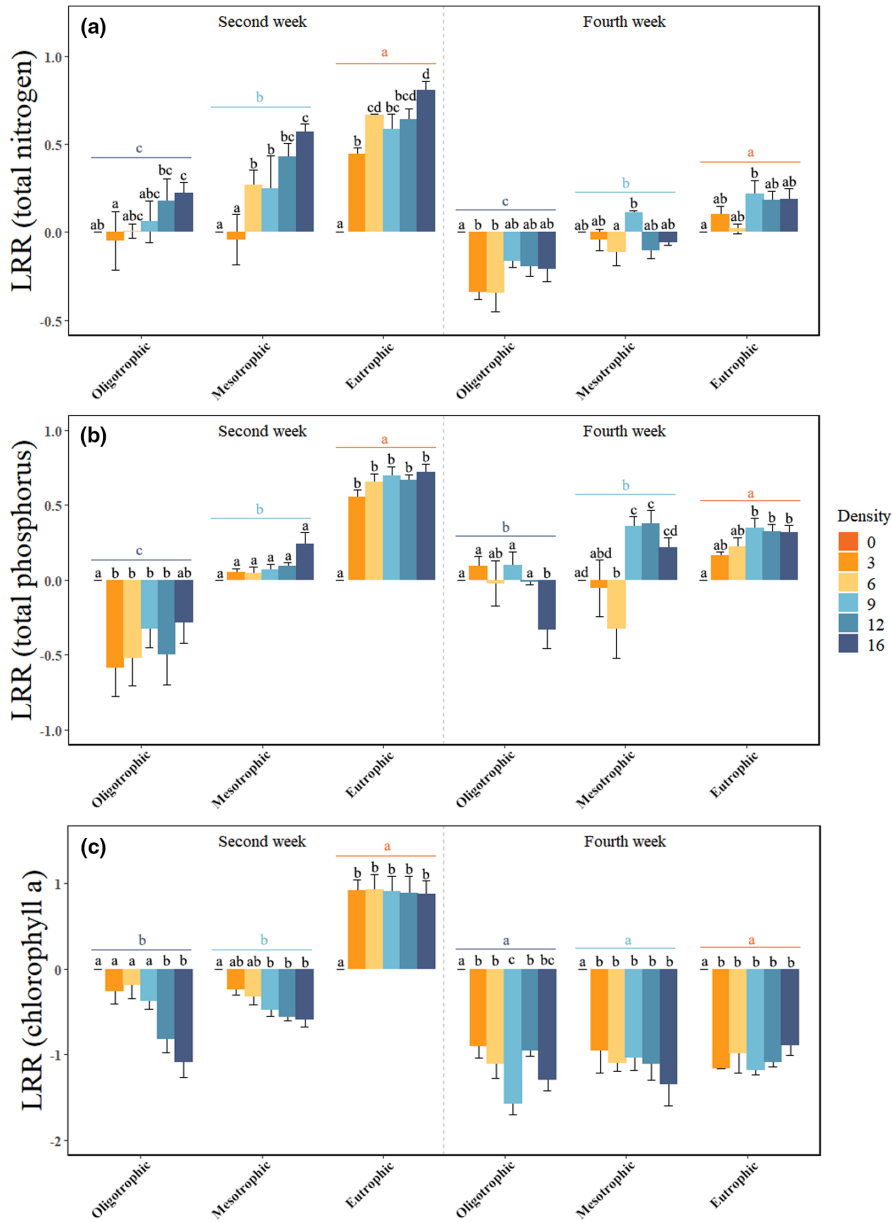 (a)
Second week
Fourth week
LRR (total nitrogen)
1.0
0.5
0.0
-0.5
c
b
a
c
b
a
ab a abc abc bc c
a a b b bc c
a b cd bc bcd d
a b b ab ab ab
ab ab a b ab ab
a ab ab b ab ab
Oligotrophic
Mesotrophic
Eutrophic
Oligotrophic
Mesotrophic
Eutrophic
(b)
Second week
Fourth week
LRR (total phosphorus)
1.0
0.5
0.0
-0.5
-1.0
c
b
a
b
b
a
a b b b b ab
a a a a a a
a b b b b b
a a ab a ab b
ad abd b c c cd
a ab ab b b b
Oligotrophic
Mesotrophic
Eutrophic
Oligotrophic
Mesotrophic
Eutrophic
Density
0
3
6
9
12
16
(c)
Second week
Fourth week
LRR (chlorophyll a)
1
0
-1
-2
b
b
a
a
a
a
a a a a b b
a ab ab b b b
a b b b b b
a b b c b bc
a b b b b b
a b b b b b
Oligotrophic
Mesotrophic
Eutrophic
Oligotrophic
Mesotrophic
Eutrophic